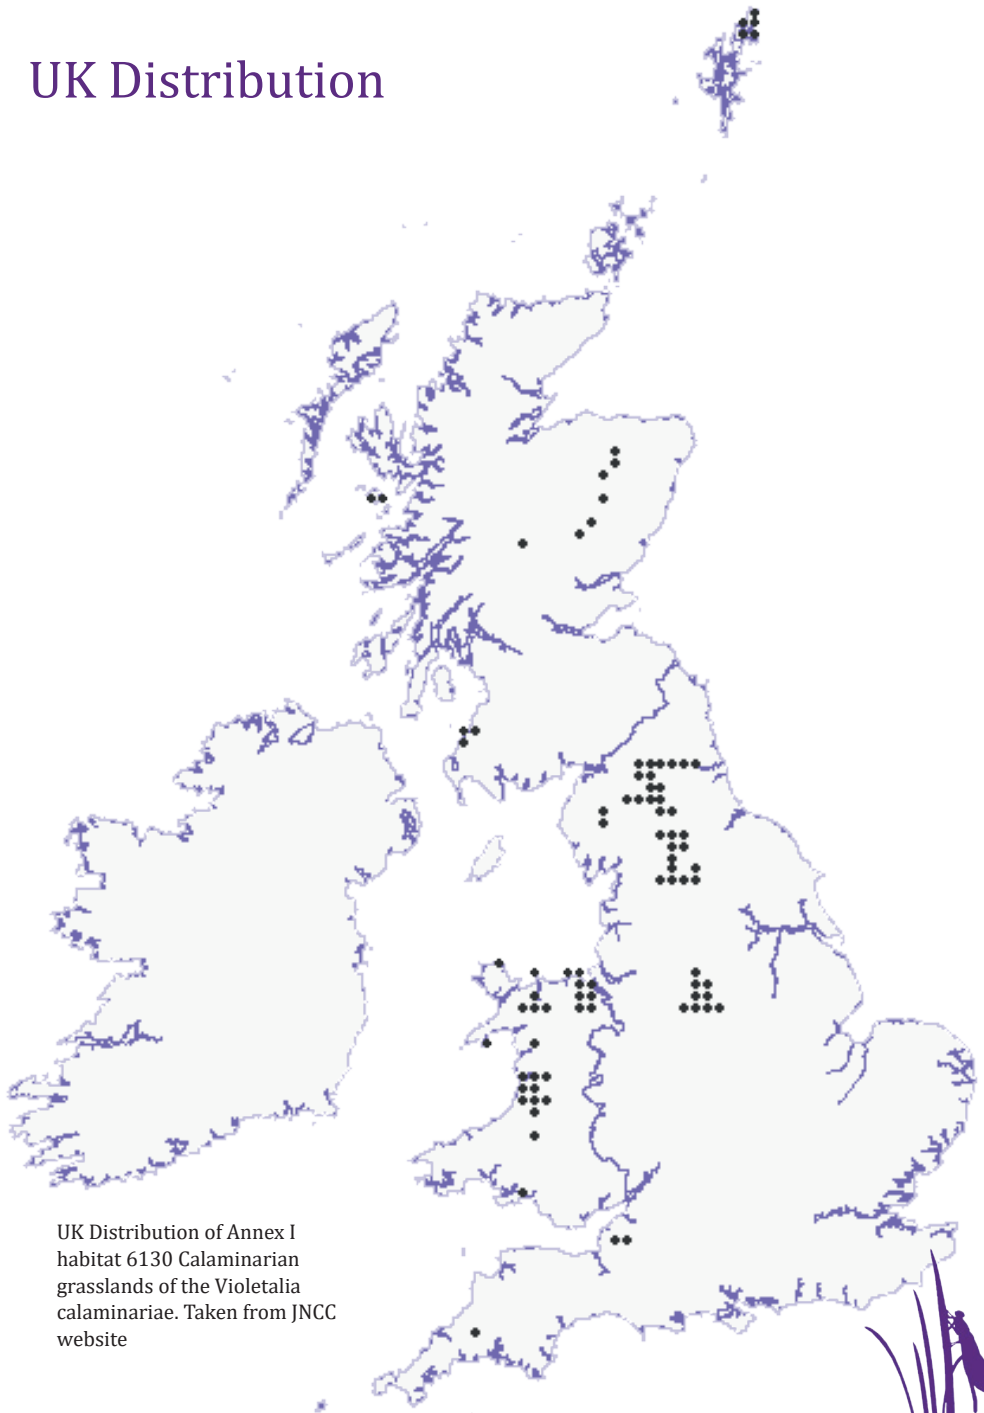 UK Distribution
UK Distribution of Annex I
habitat 6130 Calaminarian
grasslands of the Violetalia
calaminariae. Taken from JNCC
website